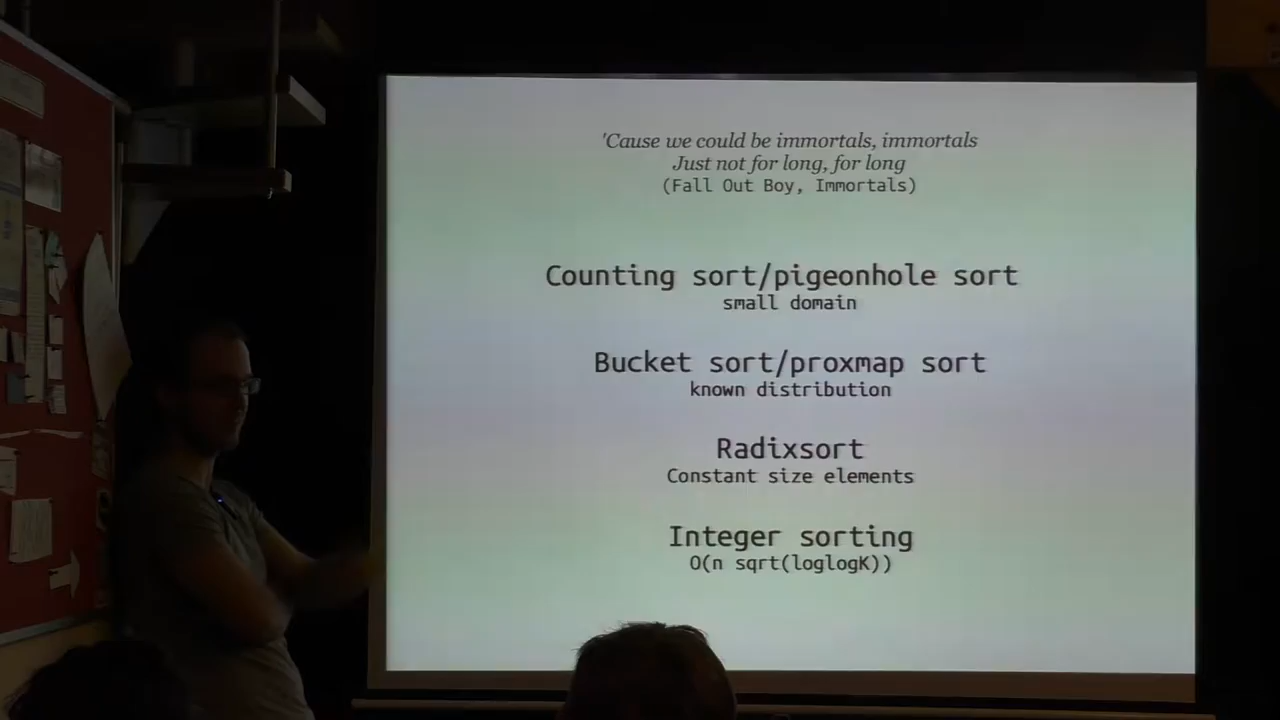 'Cause we could be immortals, immortals
Just not for long, for long
(Fall Out Boy, Immortals)
Counting sort/pigeonhole sort
small domain
Bucket sort/proxmap sort
known distribution
Radixsort
Constant size elements
Integer sorting
O(n sqrt(loglogK))